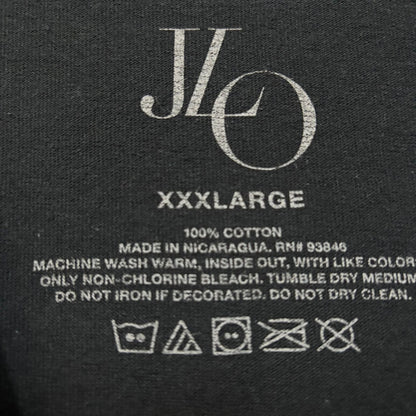 JLO
XXXLARGE
100% COTTON
MADE IN NICARAGUA. RN# 93846
MACHINE WASH WARM, INSIDE OUT, WITH LIKE COLOR
ONLY NON-CHLORINE BLEACH. TUMBLE DRY MEDIUM
DO NOT IRON IF DECORATED. DO NOT DRY CLEAN.